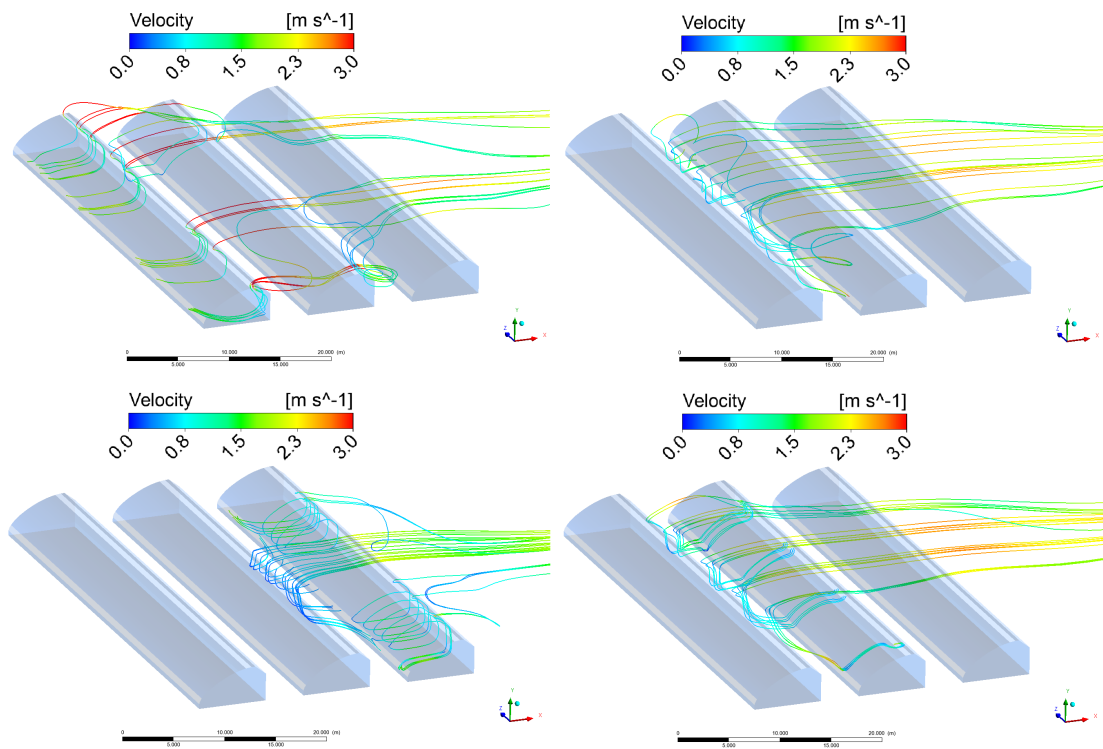 Velocity [m s^-1]
0.0 0.8 1.5 2.3 3.0
Y
Z X
0 10.000 20.000 (m)
5.000 15.000
Velocity [m s^-1]
0.0 0.8 1.5 2.3 3.0
Y
Z X
0 10.000 20.000 (m)
5.000 15.000
Velocity [m s^-1]
0.0 0.8 1.5 2.3 3.0
Y
Z X
0 10.000 20.000 (m)
5.000 15.000
Velocity [m s^-1]
0.0 0.8 1.5 2.3 3.0
Y
Z X
0 10.000 20.000 (m)
5.000 15.000